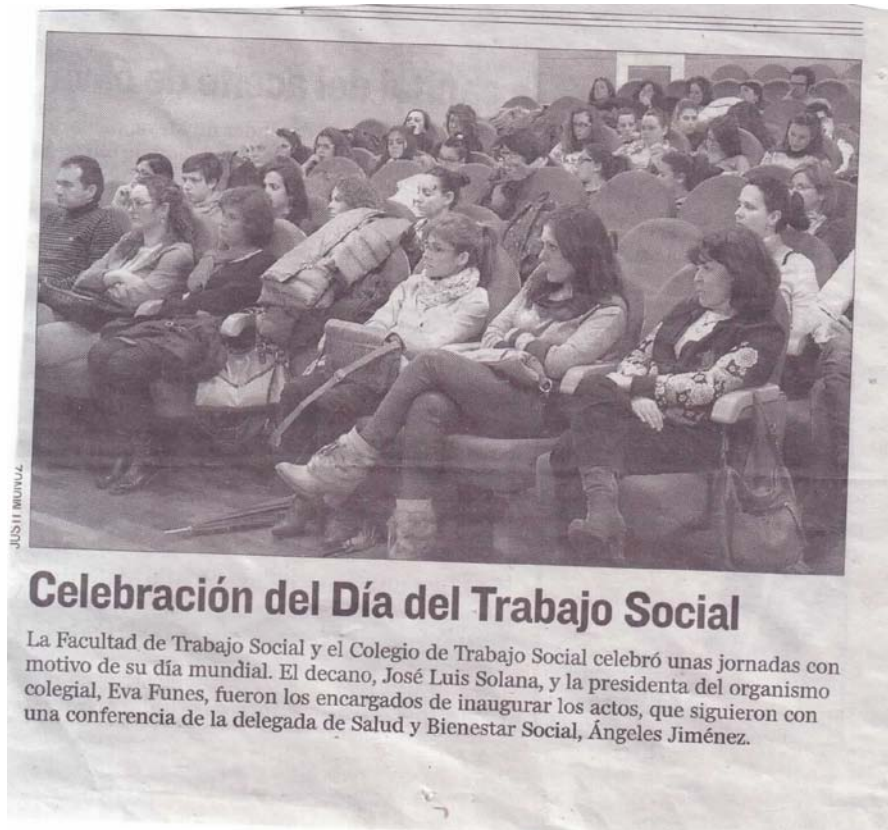 JUSTI MUÑOZ
Celebración del Día del Trabajo Social
La Facultad de Trabajo Social y el Colegio de Trabajo Social celebró unas jornadas con
motivo de su día mundial. El decano, José Luis Solana, y la presidenta del organismo
colegial, Eva Funes, fueron los encargados de inaugurar los actos, que siguieron con
una conferencia de la delegada de Salud y Bienestar Social, Ángeles Jiménez.